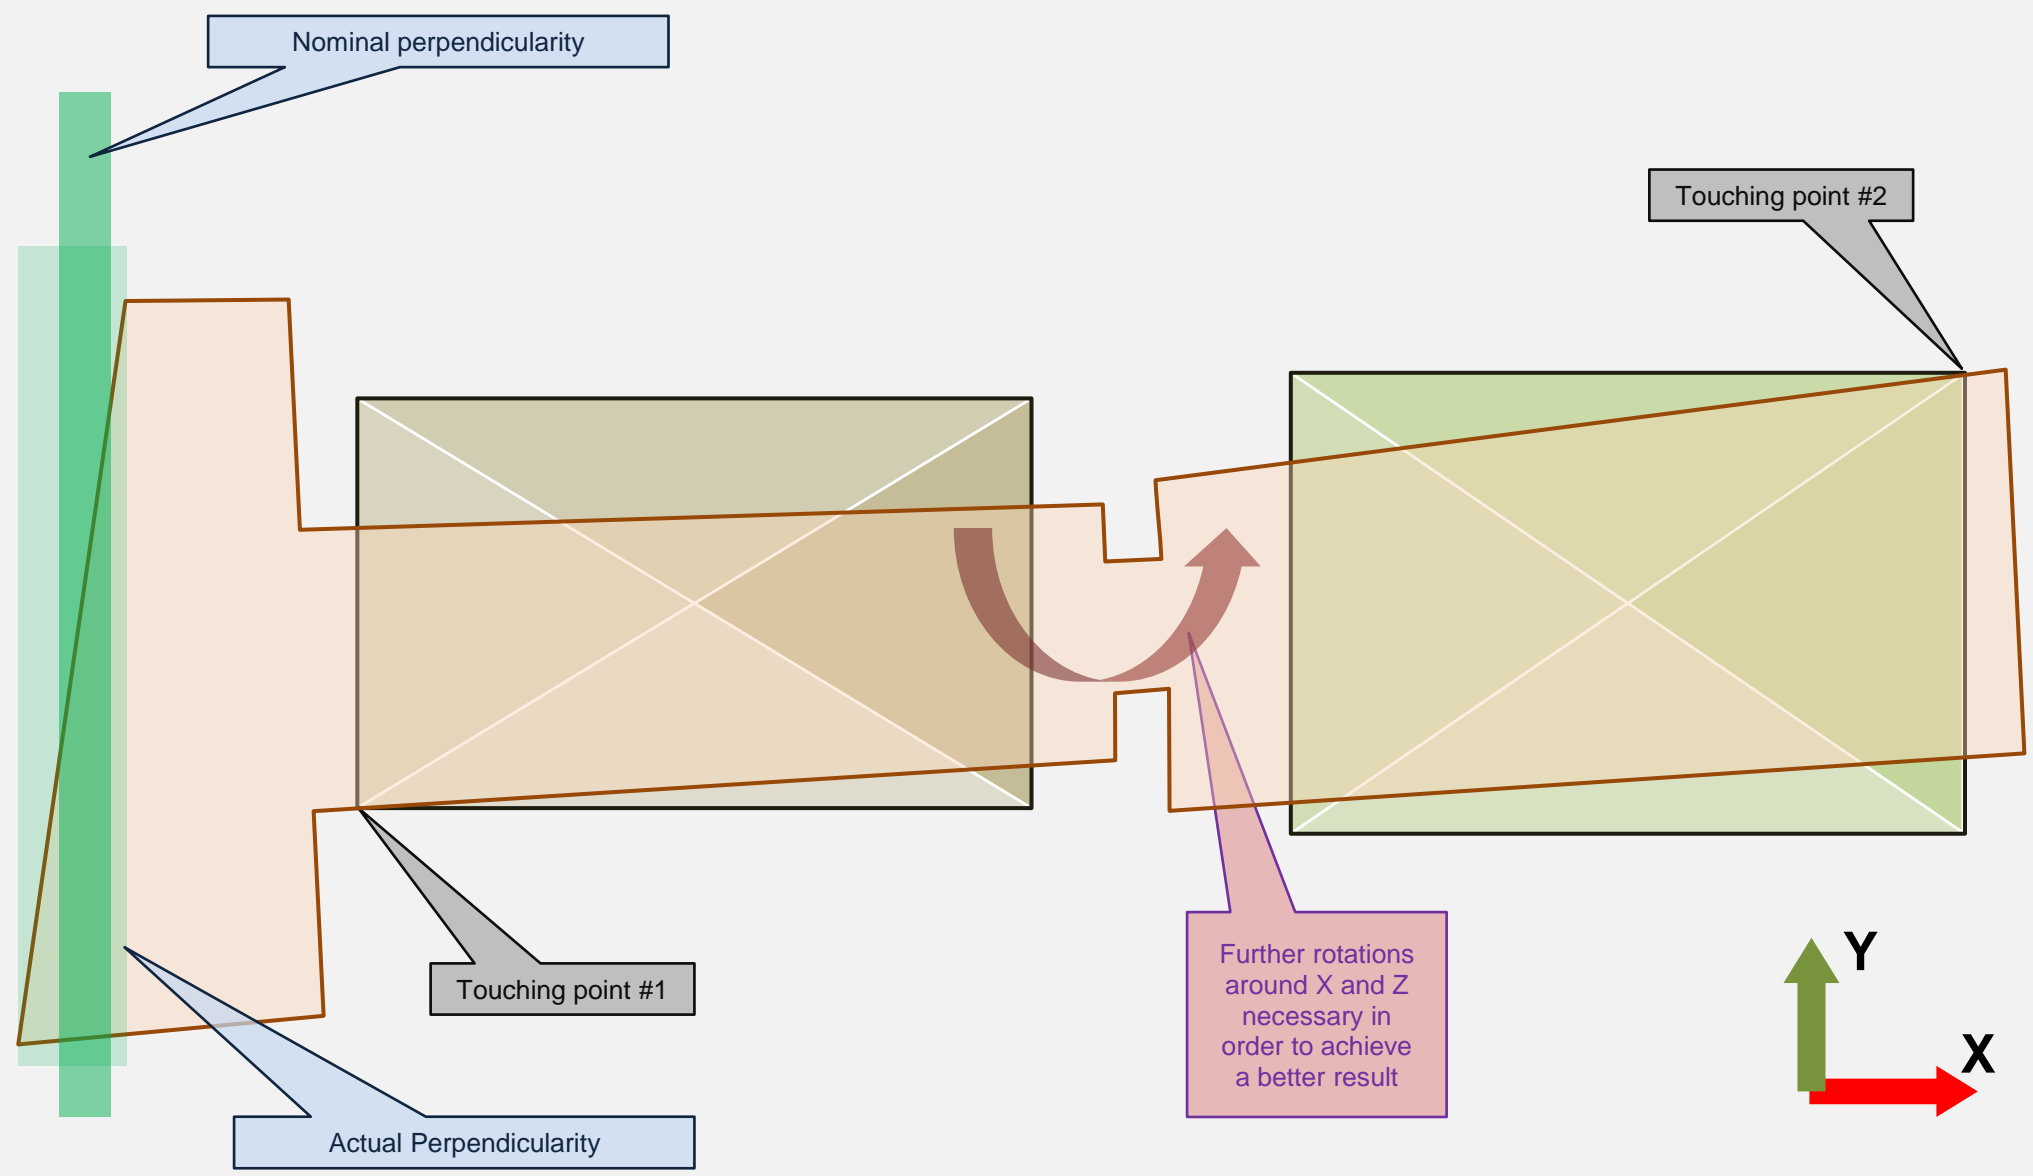 Nominal perpendicularity
Touching point #2
Touching point #1
Further rotations
around X and Z
necessary in
order to achieve
a better result
Y
X
Actual Perpendicularity